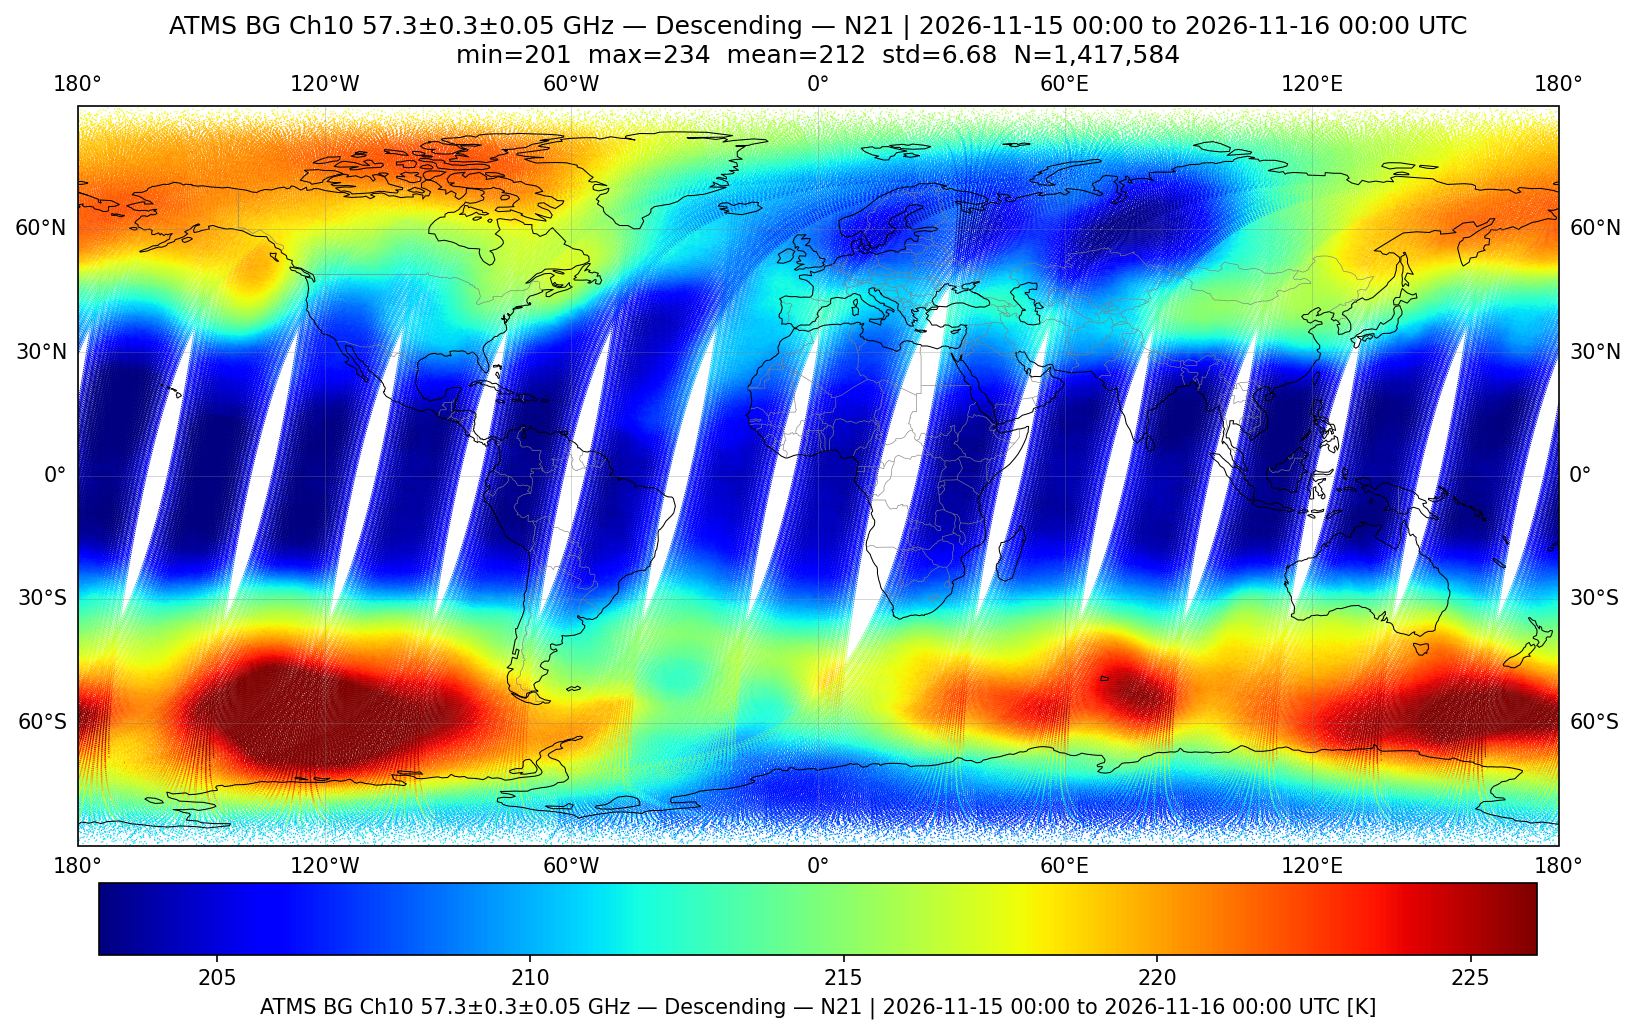 ATMS BG Ch10 57.3±0.3±0.05 GHz — Descending — N21 | 2026-11-15 00:00 to 2026-11-16 00:00 UTC
min=201 max=234 mean=212 std=6.68 N=1,417,584
180° 120°W 60°W 0° 60°E 120°E 180°
60°N 60°N
30°N 30°N
0° 0°
30°S 30°S
60°S 60°S
180° 120°W 60°W 0° 60°E 120°E 180°
205 210 215 220 225
ATMS BG Ch10 57.3±0.3±0.05 GHz — Descending — N21 | 2026-11-15 00:00 to 2026-11-16 00:00 UTC [K]